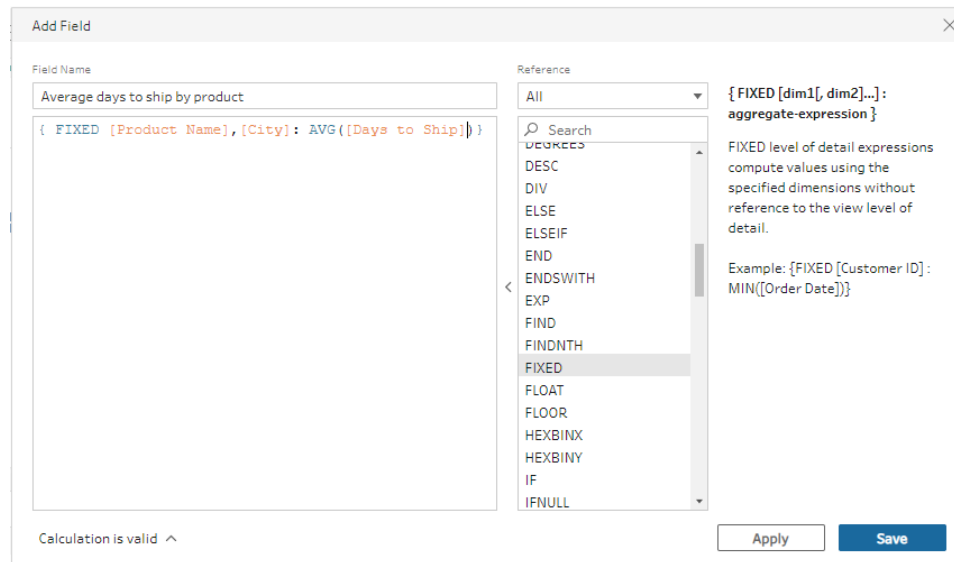 Add Field
Field Name
Average days to ship by product
{ FIXED [Product Name],[City]: AVG([Days to Ship])}
Calculation is valid
Reference
All
Search
DEGREES
DESC
DIV
ELSE
ELSEIF
END
ENDSWITH
EXP
FIND
FINDNTH
FIXED
FLOAT
FLOOR
HEXBINX
HEXBINY
IF
IFNULL
{ FIXED [dim1[, dim2]...] :
aggregate-expression }
FIXED level of detail expressions
compute values using the
specified dimensions without
reference to the view level of
detail.
Example: {FIXED [Customer ID] :
MIN([Order Date])}
Apply
Save